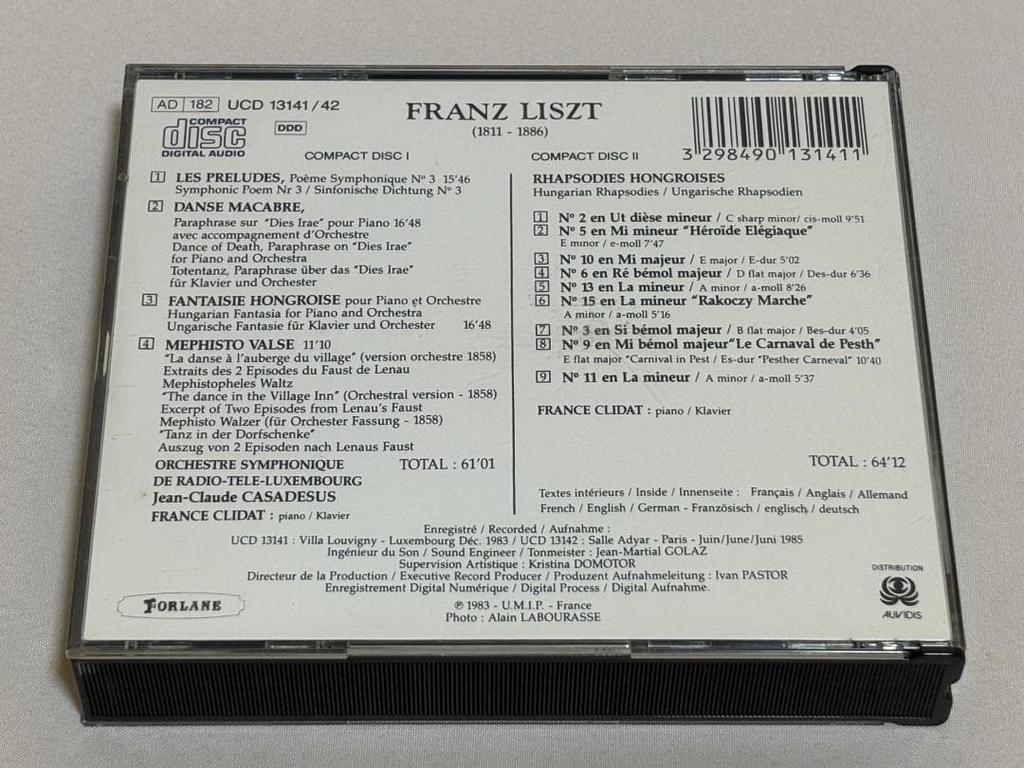 AD 182 UCD 13141/42
COMPACT
disc
DIGITAL AUDIO
DDD
FRANZ LISZT
(1811 - 1886)
3 298490 131411
COMPACT DISC I
1 LES PRELUDES, Poème Symphonique Nº 3 15'46
Symphonic Poem Nr 3 / Sinfonische Dichtung Nº 3
2 DANSE MACABRE,
Paraphrase sur "Dies Irae" pour Piano 16'48
avec accompagnement d'Orchestre
Dance of Death, Paraphrase on "Dies Irae"
for Piano and Orchestra
Totentanz, Paraphrase über das "Dies Irae"
für Klavier und Orchester
3 FANTAISIE HONGROISE pour Piano et Orchestre
Hungarian Fantasia for Piano and Orchestra
Ungarische Fantasie für Klavier und Orchester 16'48
4 MEPHISTO VALSE 11'10
"La danse à l'auberge du village" (version orchestre 1858)
Extraits des 2 Episodes du Faust de Lenau
Mephistopheles Waltz
"The dance in the Village Inn" (Orchestral version - 1858)
Excerpt of Two Episodes from Lenau's Faust
Mephisto Walzer (für Orchester Fassung - 1858)
"Tanz in der Dorfschenke"
Auszug von 2 Episoden nach Lenaus Faust
ORCHESTRE SYMPHONIQUE TOTAL : 61'01
DE RADIO-TELE-LUXEMBOURG
Jean-Claude CASADESUS
FRANCE CLIDAT : piano / Klavier
COMPACT DISC II
RHAPSODIES HONGROISES
Hungarian Rhapsodies / Ungarische Rhapsodien
1 Nº 2 en Ut dièse mineur / C sharp minor/ cis-moll 9'51
2 Nº 5 en Mi mineur "Héroïde Elégiaque"
E minor / e-moll 7'47
3 Nº 10 en Mi majeur / E major / E-dur 5'02
4 Nº 6 en Ré bémol majeur / D flat major / Des-dur 6'36
5 Nº 13 en La mineur / A minor / a-moll 8'26
6 Nº 15 en La mineur "Rakoczy Marche"
A minor / a-moll 5'16
7 Nº 3 en Si bémol majeur / B flat major / Bes-dur 4'05
8 Nº 9 en Mi bémol majeur "Le Carnaval de Pesth"
E flat major "Carnival in Pest / Es-dur "Pesther Carneval" 10'40
9 Nº 11 en La mineur / A minor / a-moll 5'37
FRANCE CLIDAT : piano / Klavier
TOTAL : 64'12
Textes intérieurs / Inside / Innenseite : Français / Anglais / Allemand
French / English / German - Französisch / englisch / deutsch
Enregistré / Recorded / Aufnahme :
UCD 13141 : Villa Louvigny - Luxembourg Déc. 1983 / UCD 13142 : Salle Adyar - Paris - Juin/June/Juni 1985
Ingénieur du Son / Sound Engineer / Tonmeister : Jean-Martial GOLAZ
Supervision Artistique : Kristina DOMOTOR
Directeur de la Production / Executive Record Producer / Produzent Aufnahmeleitung : Ivan PASTOR
Enregistrement Digital Numérique / Digital Process / Digital Aufnahme.
℗ 1983 - U.M.I.P. - France
Photo : Alain LABOURASSE
FORLANE
DISTRIBUTION
AUVIDIS